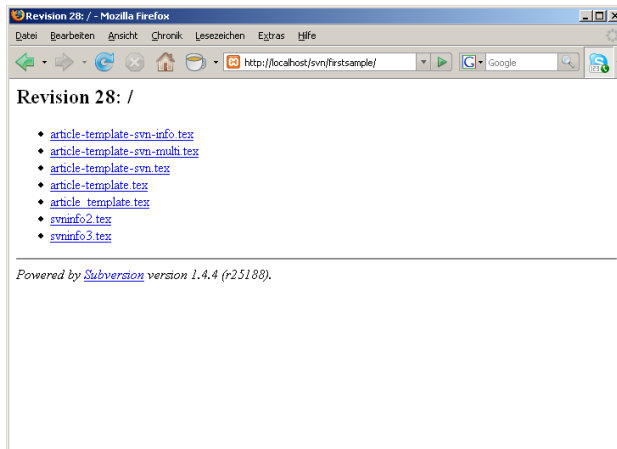 Revision 28: / - Mozilla Firefox
Datei Bearbeiten Ansicht Chronik Lesezeichen Extras Hilfe
http://localhost/svn/firstsample/ G Google
Revision 28: /
article-template-svn-info.tex
article-template-svn-multi.tex
article-template-svn.tex
article-template.tex
article_template.tex
svninfo2.tex
svninfo3.tex
Powered by Subversion version 1.4.4 (r25188).